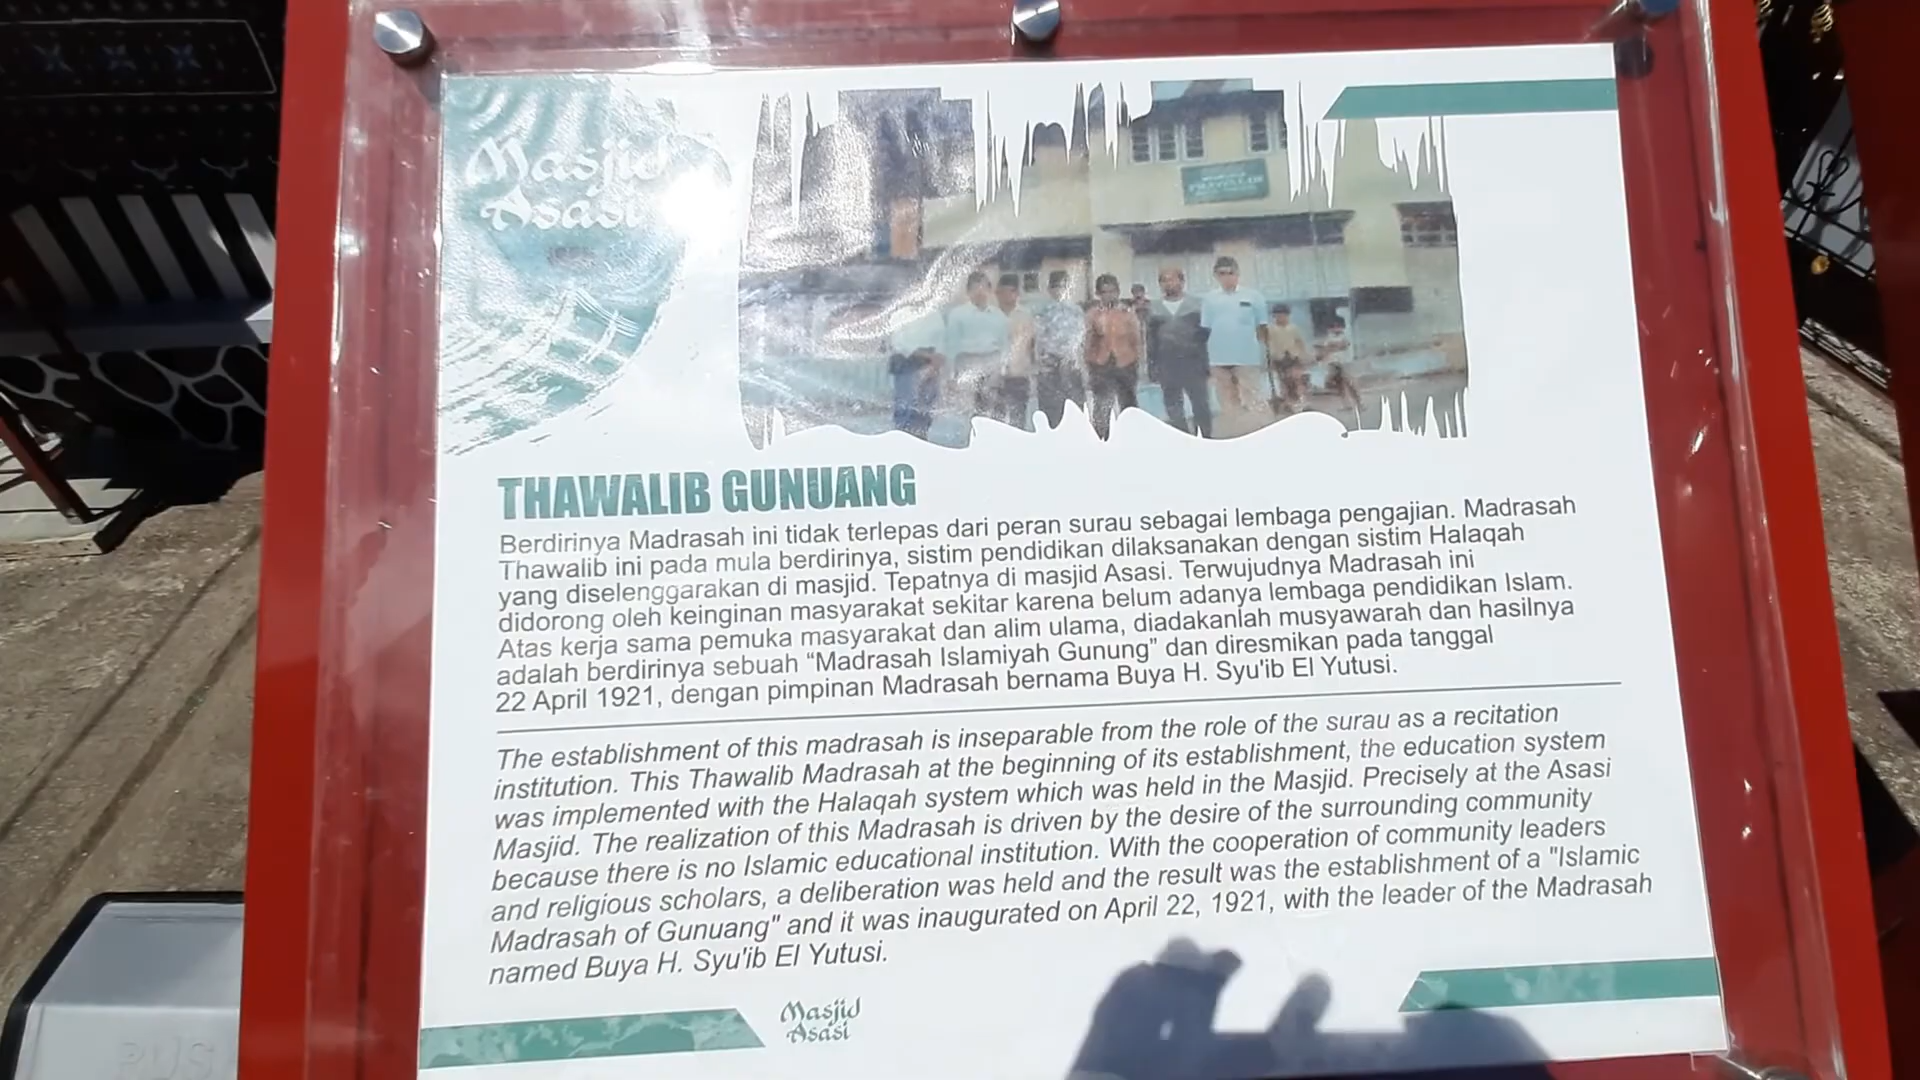 Masjid
Asasi
THAWALIB
THAWALIB GUNUANG
Berdirinya Madrasah ini tidak terlepas dari peran surau sebagai lembaga pengajian. Madrasah
Thawalib ini pada mula berdirinya, sistim pendidikan dilaksanakan dengan sistim Halaqah
yang diselenggarakan di masjid. Tepatnya di masjid Asasi. Terwujudnya Madrasah ini
didorong oleh keinginan masyarakat sekitar karena belum adanya lembaga pendidikan Islam.
Atas kerja sama pemuka masyarakat dan alim ulama, diadakanlah musyawarah dan hasilnya
adalah berdirinya sebuah “Madrasah Islamiyah Gunung” dan diresmikan pada tanggal
22 April 1921, dengan pimpinan Madrasah bernama Buya H. Syu'ib El Yutusi.
The establishment of this madrasah is inseparable from the role of the surau as a recitation
institution. This Thawalib Madrasah at the beginning of its establishment, the education system
was implemented with the Halaqah system which was held in the Masjid. Precisely at the Asasi
Masjid. The realization of this Madrasah is driven by the desire of the surrounding community
because there is no Islamic educational institution. With the cooperation of community leaders
and religious scholars, a deliberation was held and the result was the establishment of a "Islamic
Madrasah of Gunuang" and it was inaugurated on April 22, 1921, with the leader of the Madrasah
named Buya H. Syu'ib El Yutusi.
Masjid
Asasi